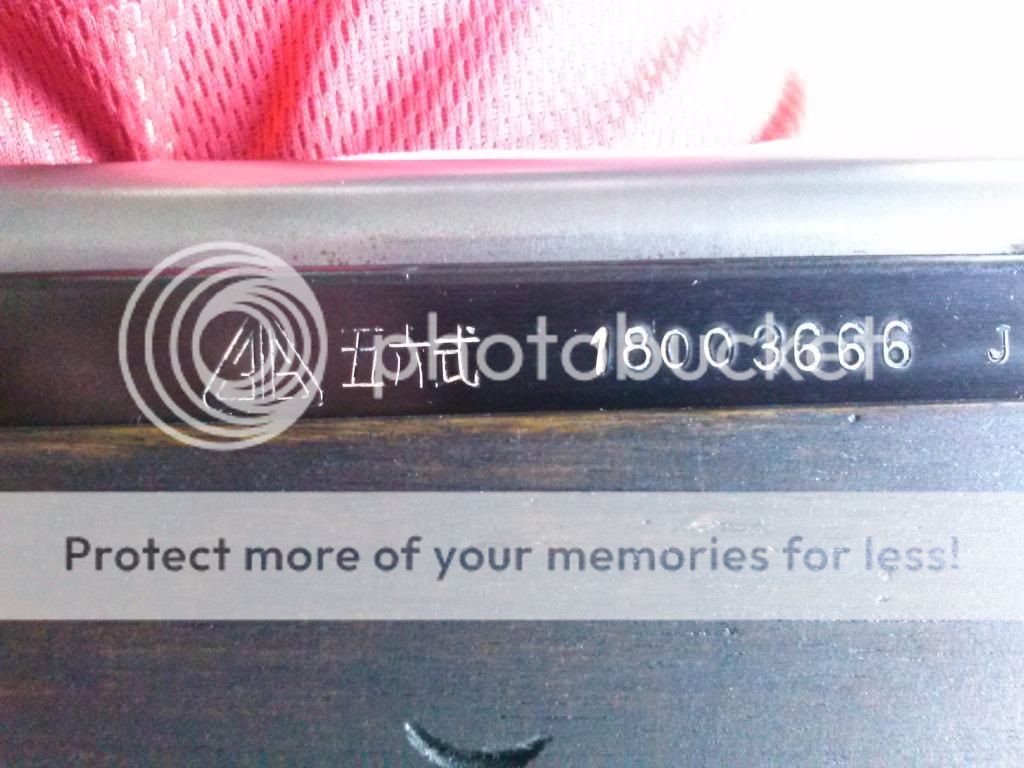 五六式 18003666 J
photobucket
Protect more of your memories for less!